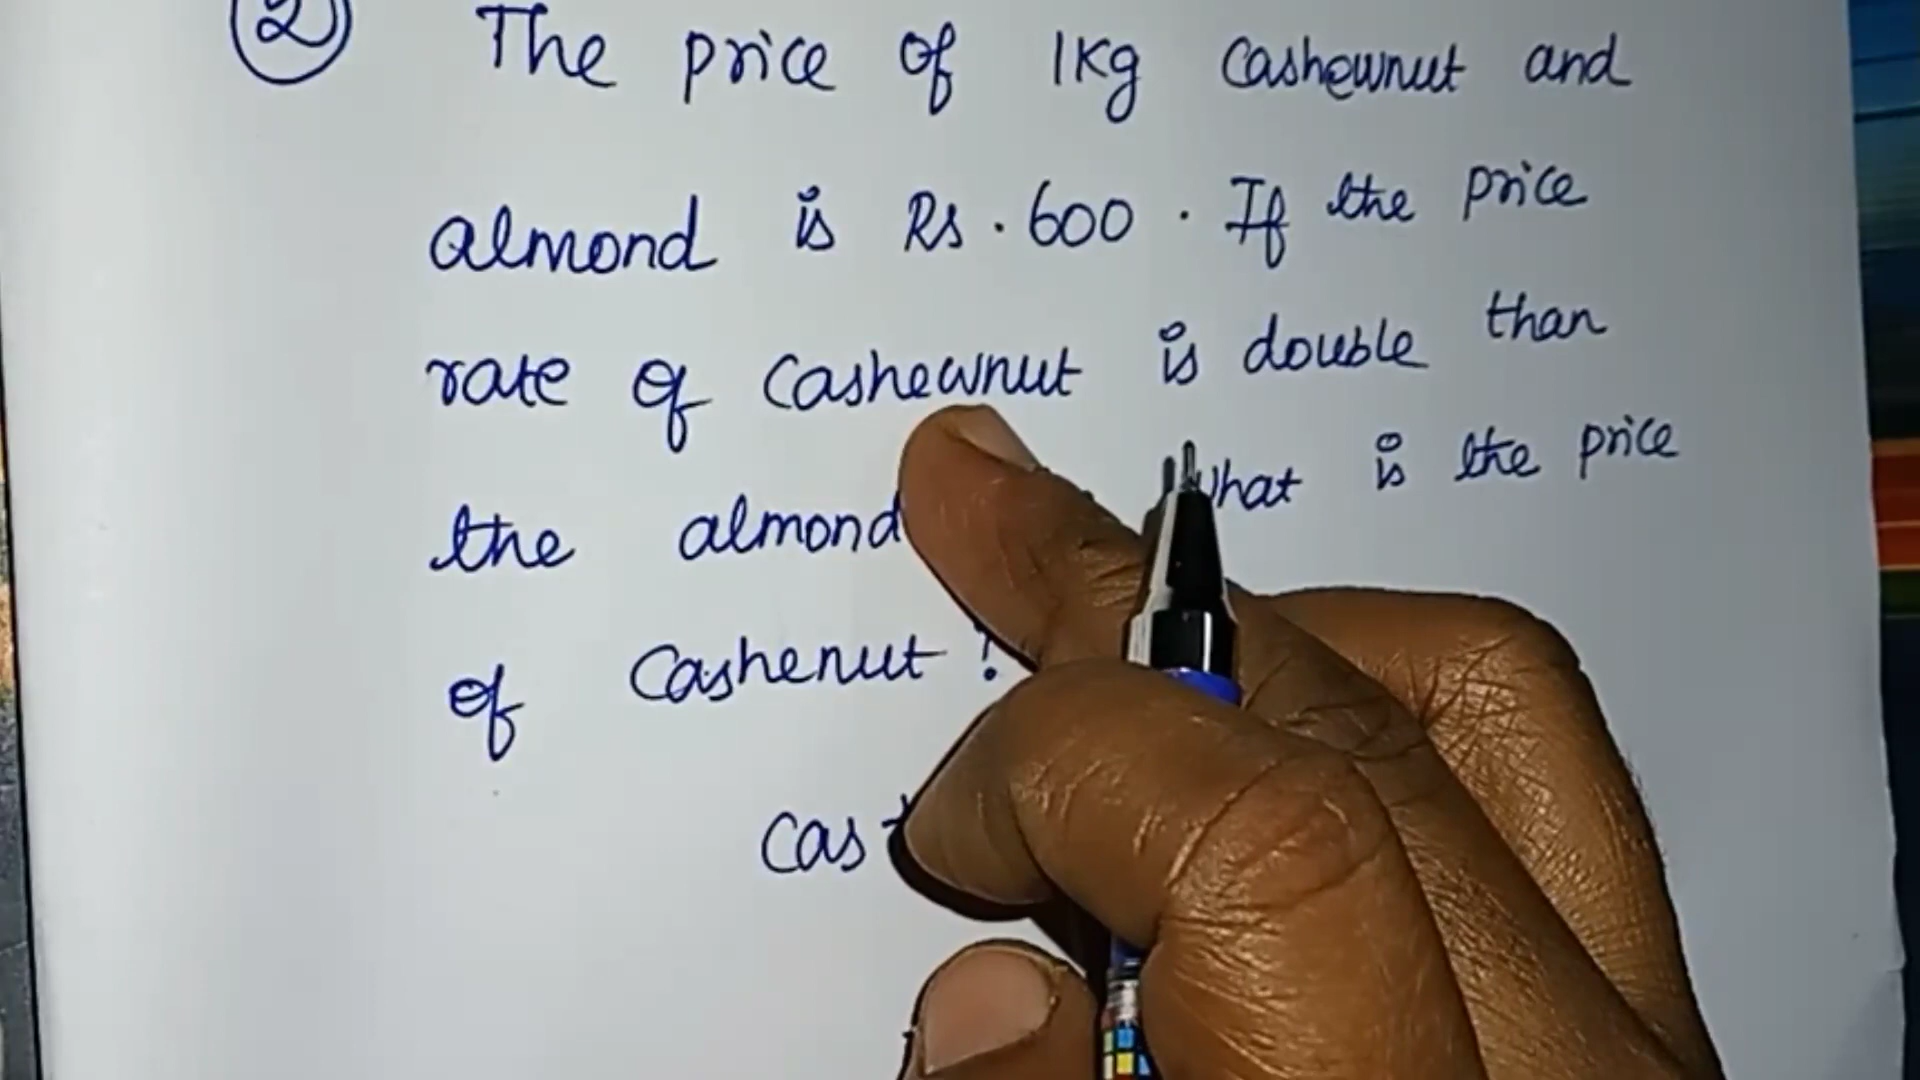 2 The price of 1kg cashewnut and
almond is Rs. 600. If the price
rate of cashewnut is double than
the almond what is the price
of cashenut?
cas